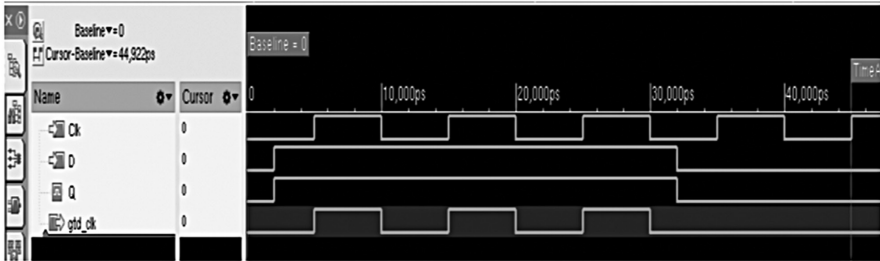 Baseline▼=0
Cursor-Baseline▼=44,922ps
Baseline = 0
TimeA
Name Cursor 0 10,000ps 20,000ps 30,000ps 40,000ps
Clk 0
D 0
Q 0
gtd_clk 0